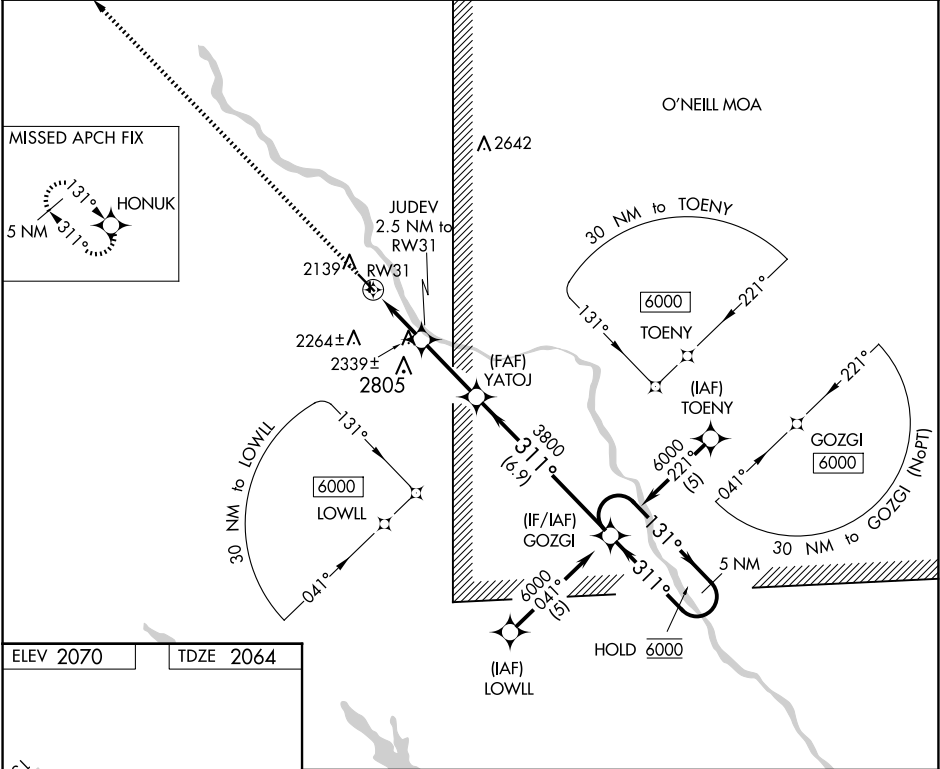 O'NEILL MOA
2642
MISSED APCH FIX
131°
HONUK
5 NM
311°
JUDEV
2.5 NM to
RW31
30 NM to TOENY
2139
RW31
6000
TOENY
131°
221°
2264±
2339±
2805
(FAF)
YATOJ
(IAF)
TOENY
221°
GOZGI
6000
041°
30 NM to GOZGI (NoPT)
3800
311°
(6.9)
6000
221°
(5)
30 NM to LOWLL
131°
6000
LOWLL
041°
(IF/IAF)
GOZGI
131°
311°
5 NM
6000
041°
(5)
HOLD 6000
(IAF)
LOWLL
ELEV 2070
TDZE 2064